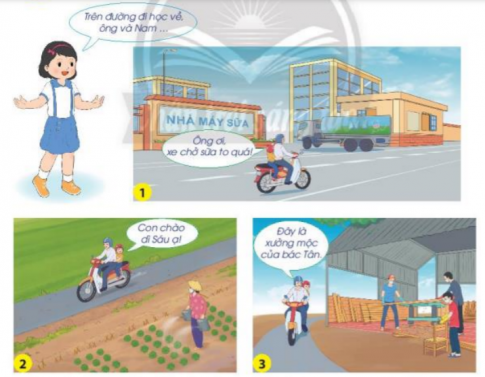 Trên đường đi học về,
ông và Nam ...
NHÀ MÁY SỮA
Ông ơi,
xe chở sữa to quá!
1
Con chào
dì Sáu ạ!
2
Đây là
xưởng mộc
của bác Tân.
3